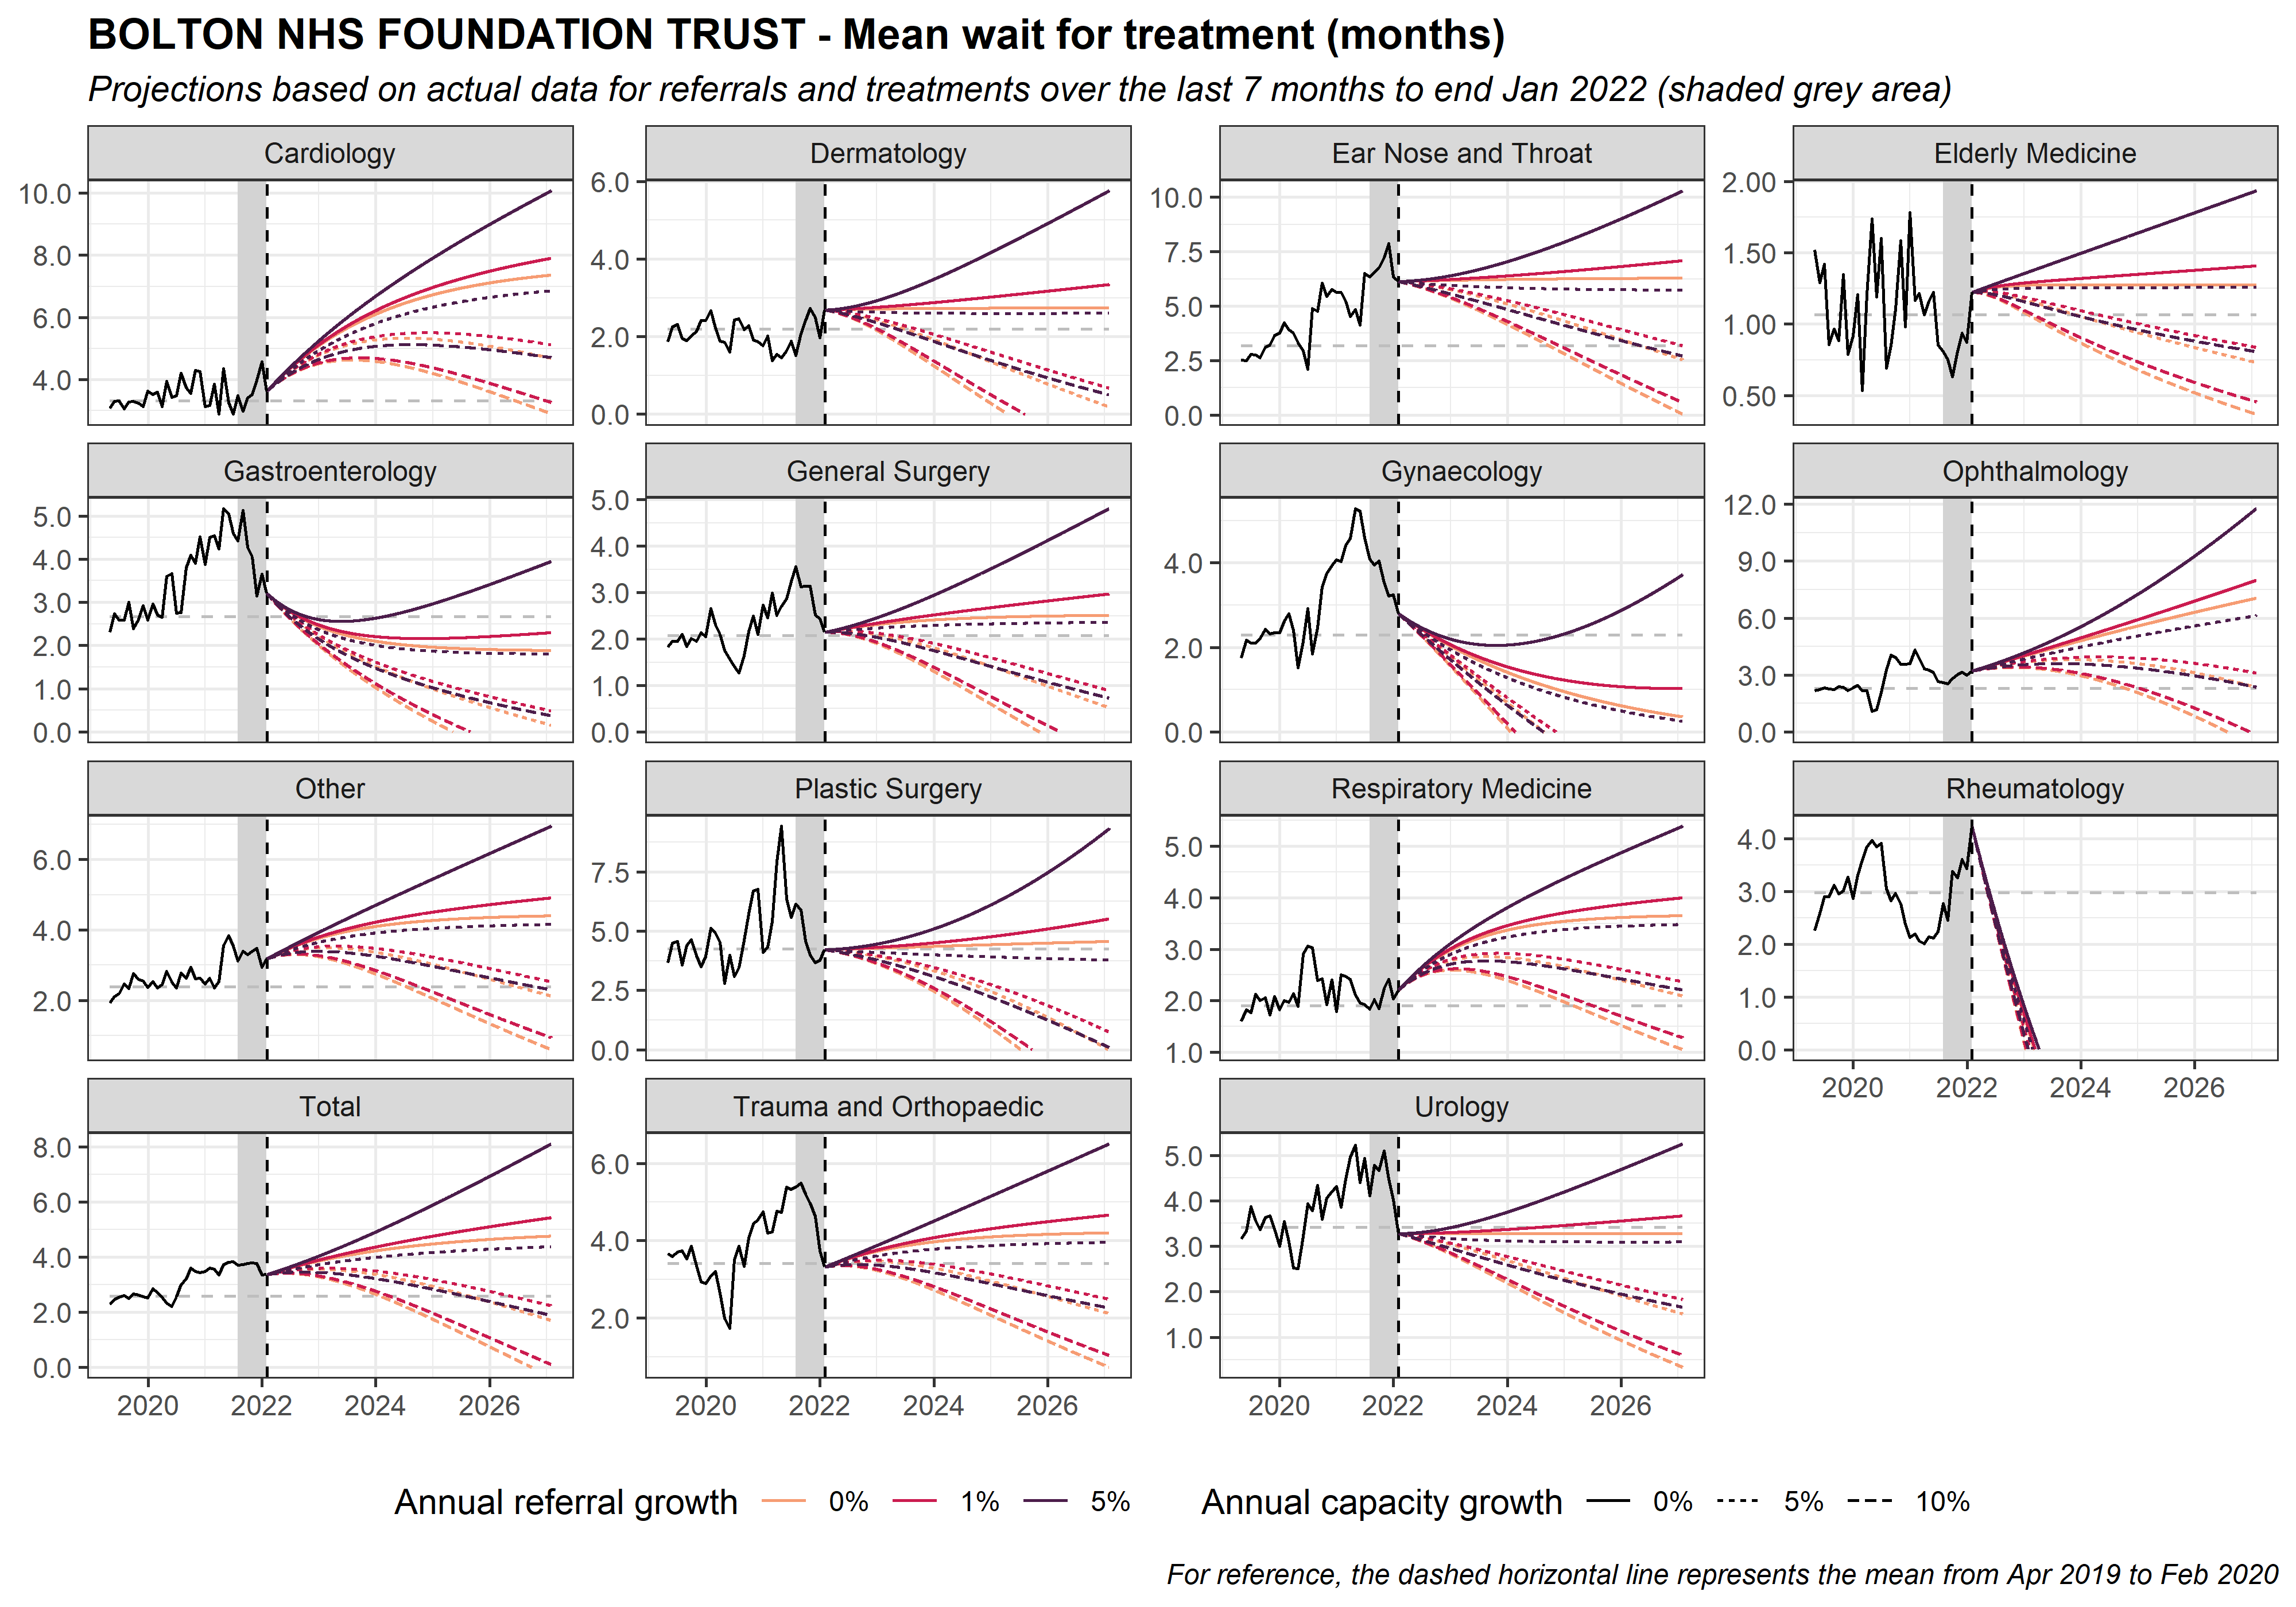 BOLTON NHS FOUNDATION TRUST - Mean wait for treatment (months)
Projections based on actual data for referrals and treatments over the last 7 months to end Jan 2022 (shaded grey area)
Cardiology
10.0
8.0
6.0
4.0
Dermatology
6.0
4.0
2.0
0.0
Ear Nose and Throat
10.0
7.5
5.0
2.5
0.0
Elderly Medicine
2.00
1.50
1.00
0.50
Gastroenterology
5.0
4.0
3.0
2.0
1.0
0.0
General Surgery
5.0
4.0
3.0
2.0
1.0
0.0
Gynaecology
4.0
2.0
0.0
Ophthalmology
12.0
9.0
6.0
3.0
0.0
Other
6.0
4.0
2.0
Plastic Surgery
7.5
5.0
2.5
0.0
Respiratory Medicine
5.0
4.0
3.0
2.0
1.0
Rheumatology
4.0
3.0
2.0
1.0
0.0
2020 2022 2024 2026
Total
8.0
6.0
4.0
2.0
0.0
2020 2022 2024 2026
Trauma and Orthopaedic
6.0
4.0
2.0
2020 2022 2024 2026
Urology
5.0
4.0
3.0
2.0
1.0
2020 2022 2024 2026
Annual referral growth 0% 1% 5%
Annual capacity growth 0% 5% 10%
For reference, the dashed horizontal line represents the mean from Apr 2019 to Feb 2020